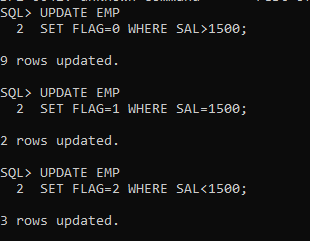 SQL> UPDATE EMP
  2  SET FLAG=0 WHERE SAL>1500;
9 rows updated.
SQL> UPDATE EMP
  2  SET FLAG=1 WHERE SAL=1500;
2 rows updated.
SQL> UPDATE EMP
  2  SET FLAG=2 WHERE SAL<1500;
3 rows updated.